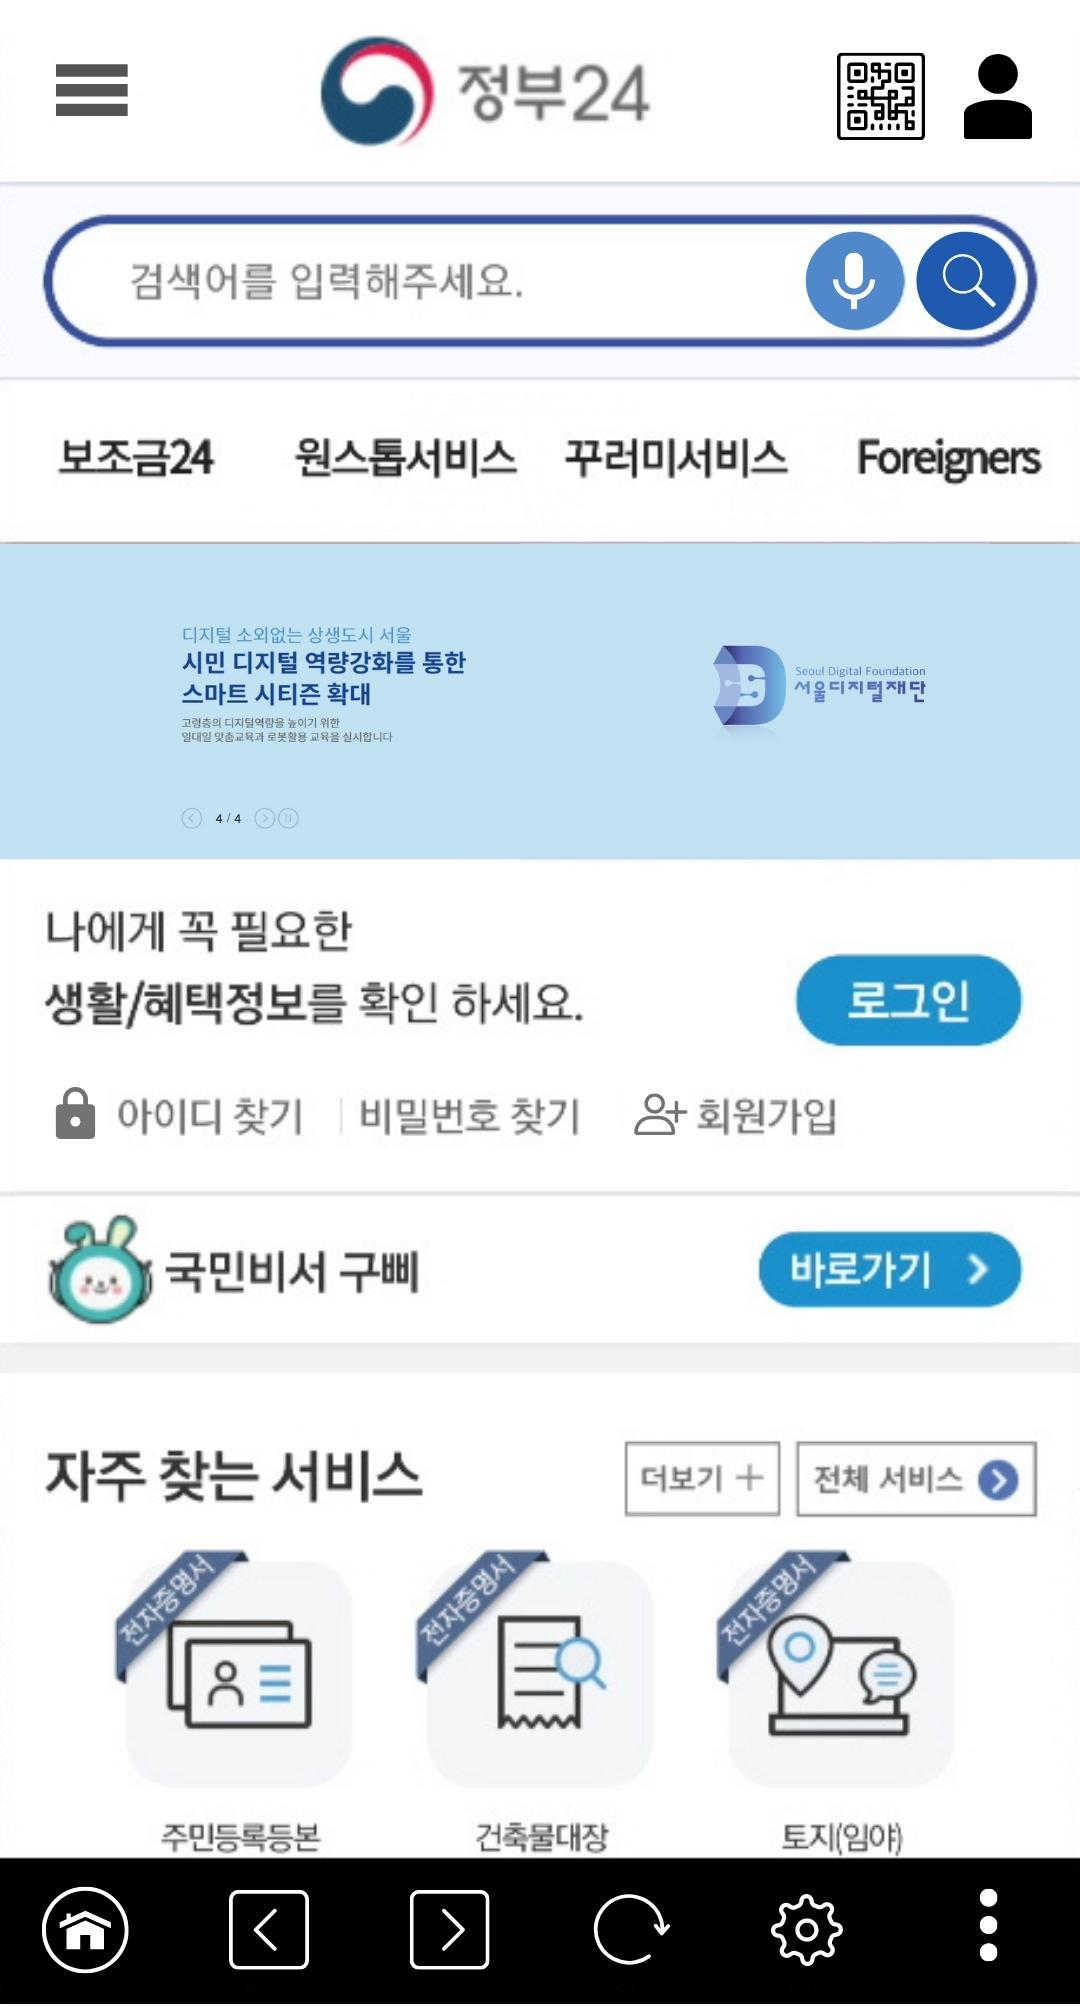 정부24
검색어를 입력해주세요.
보조금24 원스톱서비스 꾸러미서비스 Foreigners
디지털 소외없는 상생도시 서울
시민 디지털 역량강화를 통한
스마트 시티즌 확대
고령층의 디지털역량을 높이기 위한
일대일 맞춤교육과 로봇활용 교육을 실시합니다
4 / 4
Seoul Digital Foundation
서울디지털재단
나에게 꼭 필요한
생활/혜택정보를 확인 하세요.
로그인
아이디 찾기 비밀번호 찾기 회원가입
국민비서 구삐
바로가기
자주 찾는 서비스
더보기
전체 서비스
전자증명서
전자증명서
전자증명서
주민등록등본 건축물대장 토지(임야)